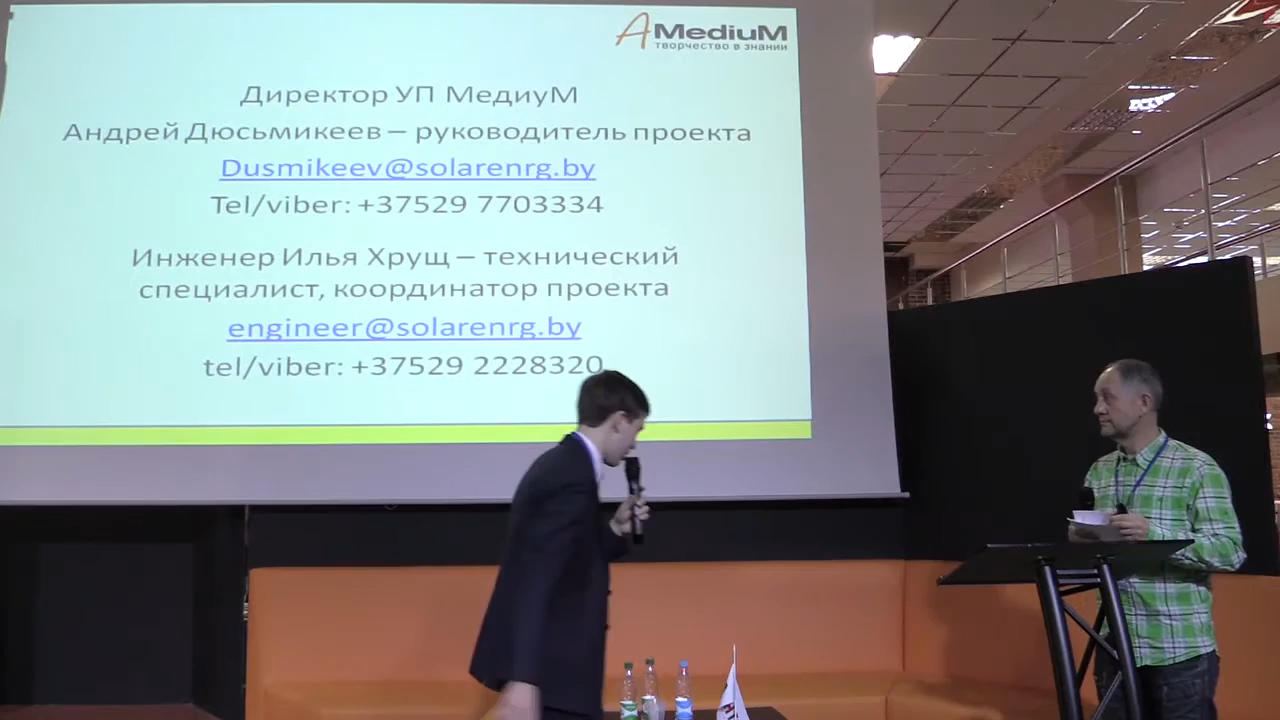 AMediuM
творчество в знании
Директор УП МедиуМ
Андрей Дюсьмикеев – руководитель проекта
Dusmikeev@solarenrg.by
Tel/viber: +37529 7703334
Инженер Илья Хрущ – технический
специалист, координатор проекта
engineer@solarenrg.by
tel/viber: +37529 2228320